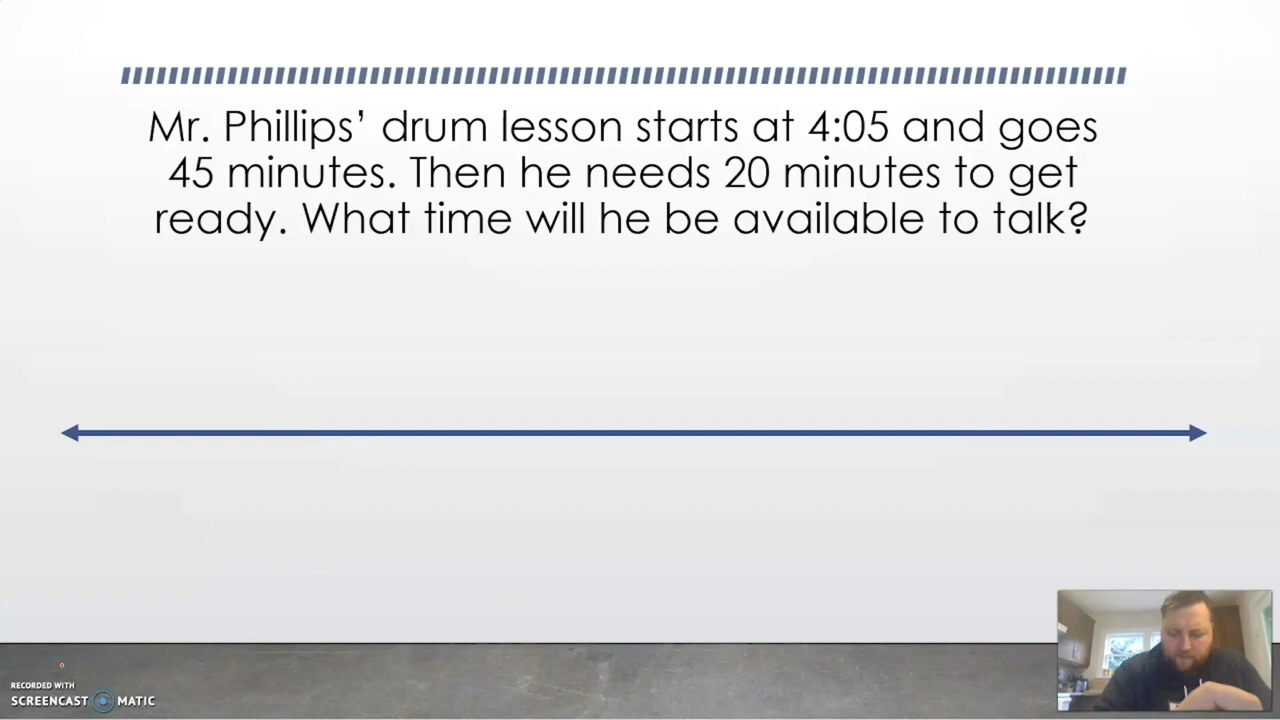 Mr. Phillips’ drum lesson starts at 4:05 and goes
45 minutes. Then he needs 20 minutes to get
ready. What time will he be available to talk?
RECORDED WITH
SCREENCAST MATIC